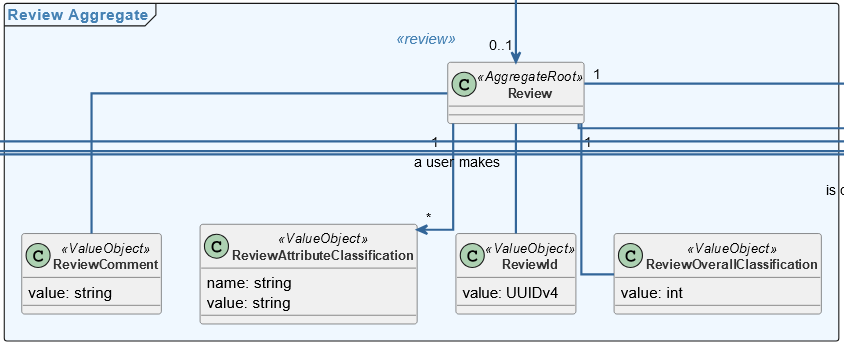 Review Aggregate
«review»
0..1
C
«AggregateRoot»
Review
1
1
1
a user makes
is
*
C
«ValueObject»
ReviewComment
value: string
C
«ValueObject»
ReviewAttributeClassification
name: string
value: string
C
«ValueObject»
ReviewId
value: UUIDv4
C
«ValueObject»
ReviewOverallClassification
value: int